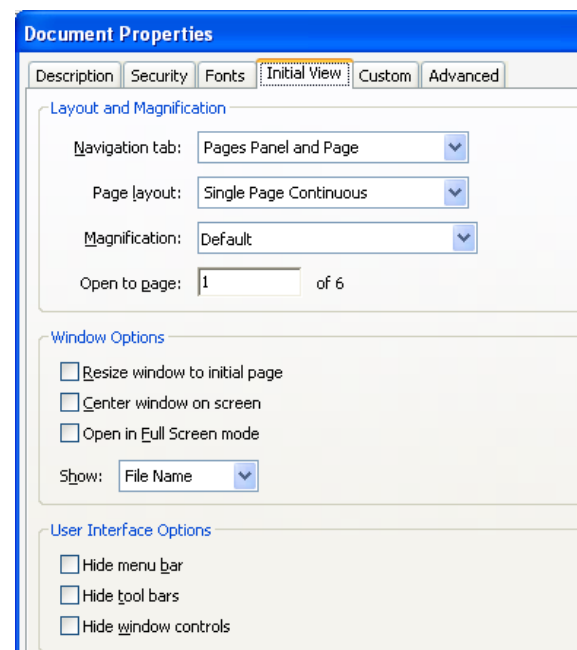 Document Properties
Description Security Fonts Initial View Custom Advanced
Layout and Magnification
Navigation tab: Pages Panel and Page
Page layout: Single Page Continuous
Magnification: Default
Open to page: 1 of 6
Window Options
Resize window to initial page
Center window on screen
Open in Full Screen mode
Show: File Name
User Interface Options
Hide menu bar
Hide tool bars
Hide window controls